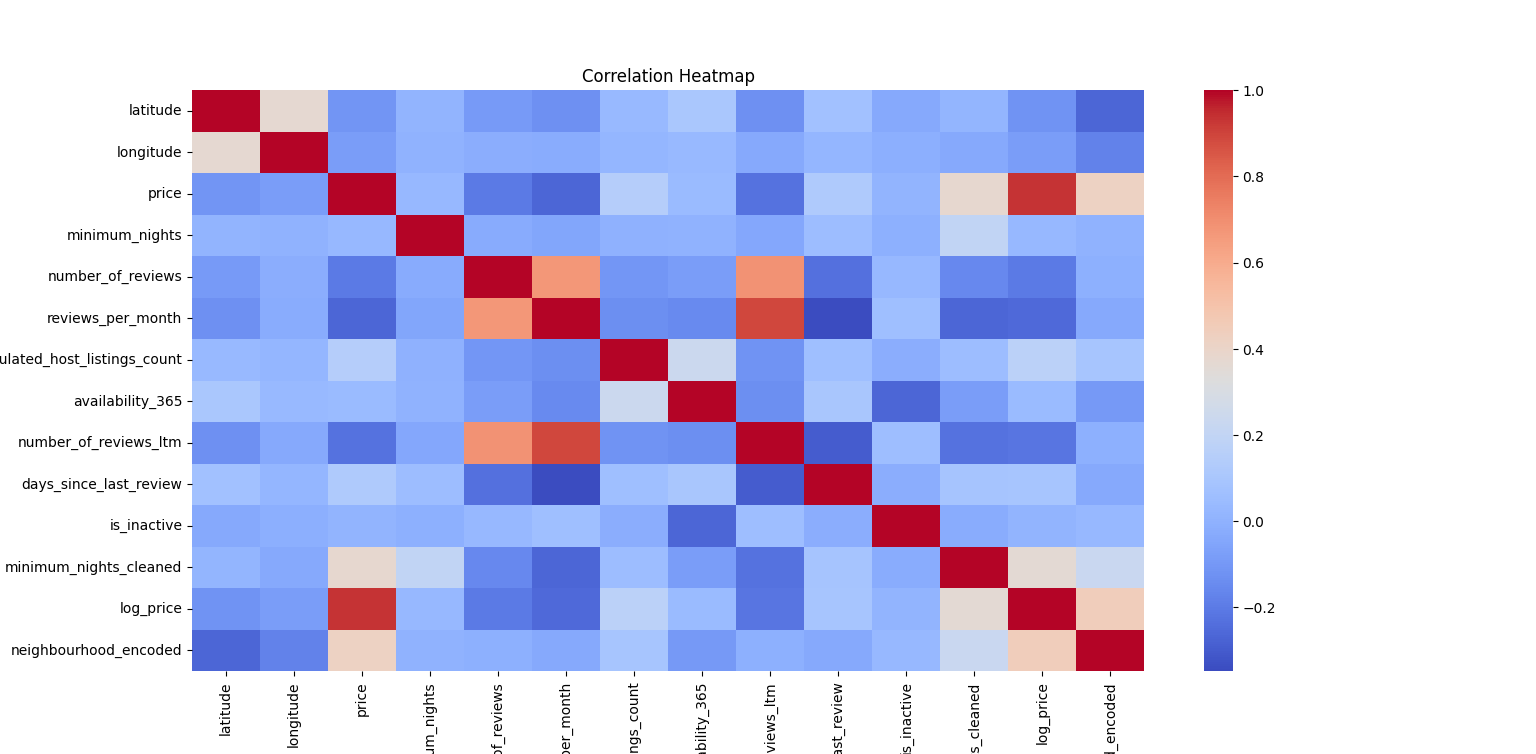 Correlation Heatmap
latitude
longitude
price
minimum_nights
number_of_reviews
reviews_per_month
ulated_host_listings_count
availability_365
number_of_reviews_ltm
days_since_last_review
is_inactive
minimum_nights_cleaned
log_price
neighbourhood_encoded
latitude
longitude
price
um_nights
of_reviews
per_month
ngs_count
ability_365
views_ltm
ast_review
is_inactive
s_cleaned
log_price
d_encoded
1.0
0.8
0.6
0.4
0.2
0.0
−0.2